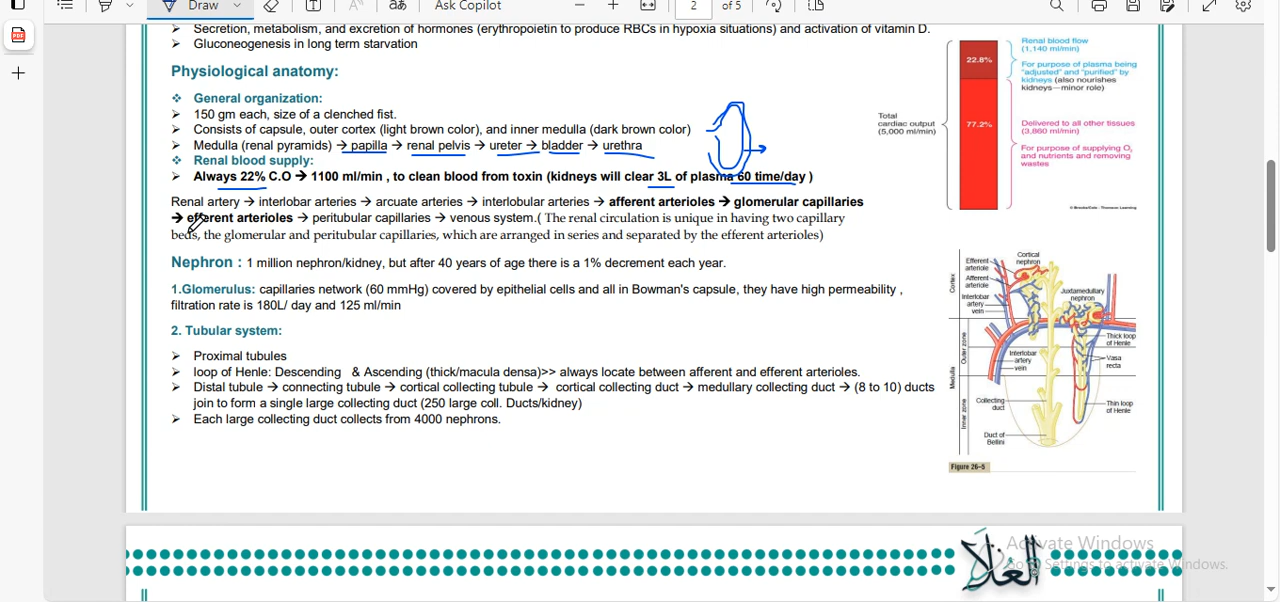 Draw
Ask Copilot
2 of 5
➤ Secretion, metabolism, and excretion of hormones (erythropoietin to produce RBCs in hypoxia situations) and activation of vitamin D.
➤ Gluconeogenesis in long term starvation
Physiological anatomy:
❖ General organization:
➤ 150 gm each, size of a clenched fist.
➤ Consists of capsule, outer cortex (light brown color), and inner medulla (dark brown color)
➤ Medulla (renal pyramids) → papilla → renal pelvis → ureter → bladder → urethra
❖ Renal blood supply:
➤ Always 22% C.O → 1100 ml/min , to clean blood from toxin (kidneys will clear 3L of plasma 60 time/day )
Renal artery → interlobar arteries → arcuate arteries → interlobular arteries → afferent arterioles → glomerular capillaries
→ efferent arterioles → peritubular capillaries → venous system.( The renal circulation is unique in having two capillary
beds, the glomerular and peritubular capillaries, which are arranged in series and separated by the efferent arterioles)
Nephron : 1 million nephron/kidney, but after 40 years of age there is a 1% decrement each year.
1.Glomerulus: capillaries network (60 mmHg) covered by epithelial cells and all in Bowman's capsule, they have high permeability ,
filtration rate is 180L/ day and 125 ml/min
2. Tubular system:
➤ Proximal tubules
➤ loop of Henle: Descending & Ascending (thick/macula densa)>> always locate between afferent and efferent arterioles.
➤ Distal tubule → connecting tubule → cortical collecting tubule → cortical collecting duct → medullary collecting duct → (8 to 10) ducts
join to form a single large collecting duct (250 large coll. Ducts/kidney)
➤ Each large collecting duct collects from 4000 nephrons.
Total
cardiac output
(5,000 ml/min)
22.8%
77.2%
Renal blood flow
(1,140 ml/min)
For purpose of plasma being
"adjusted" and "purified" by
kidneys (also nourishes
kidneys—minor role)
Delivered to all other tissues
(3,860 ml/min)
For purpose of supplying O2
and nutrients and removing
wastes
© Brooks/Cole - Thomson Learning
Cortex
Medulla
Outer zone
Inner zone
Efferent
arteriole
Afferent
arteriole
Interlobar
artery
vein
Cortical
nephron
Juxtamedullary
nephron
Thick loop
of Henle
Interlobar
artery
vein
Vasa
recta
Collecting
duct
Thin loop
of Henle
Duct of
Bellini
Figure 26-5
العلا
Activate Windows
Go to Settings to activate Windows.